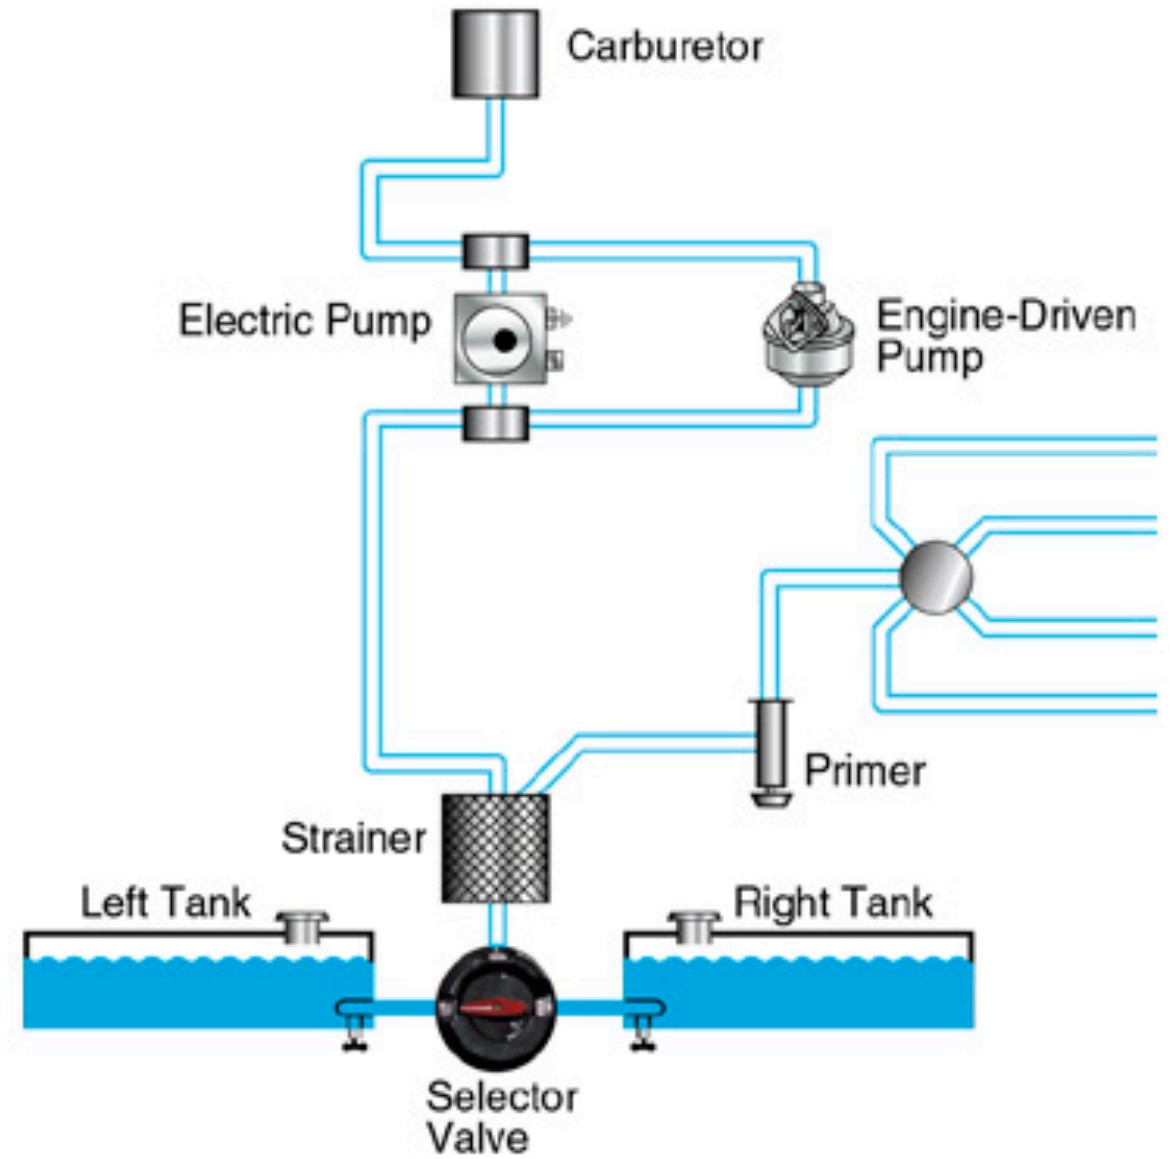 Carburetor
Electric Pump
Engine-Driven
Pump
Primer
Strainer
Left Tank
Right Tank
Selector
Valve